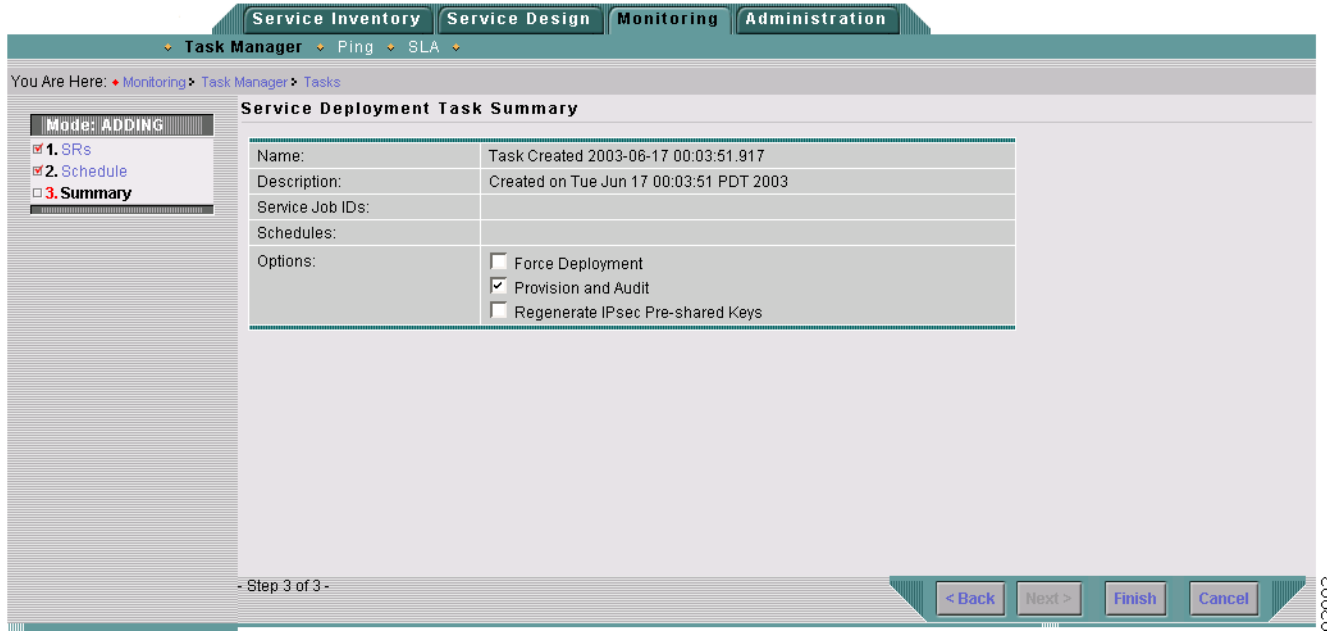 Service Inventory Service Design Monitoring Administration
Task Manager Ping SLA
You Are Here: Monitoring Task Manager Tasks
Service Deployment Task Summary
Mode: ADDING
1. SRs
2. Schedule
3. Summary
Name: Task Created 2003-06-17 00:03:51.917
Description: Created on Tue Jun 17 00:03:51 PDT 2003
Service Job IDs:
Schedules:
Options: Force Deployment
Provision and Audit
Regenerate IPsec Pre-shared Keys
- Step 3 of 3 -
< Back Next > Finish Cancel